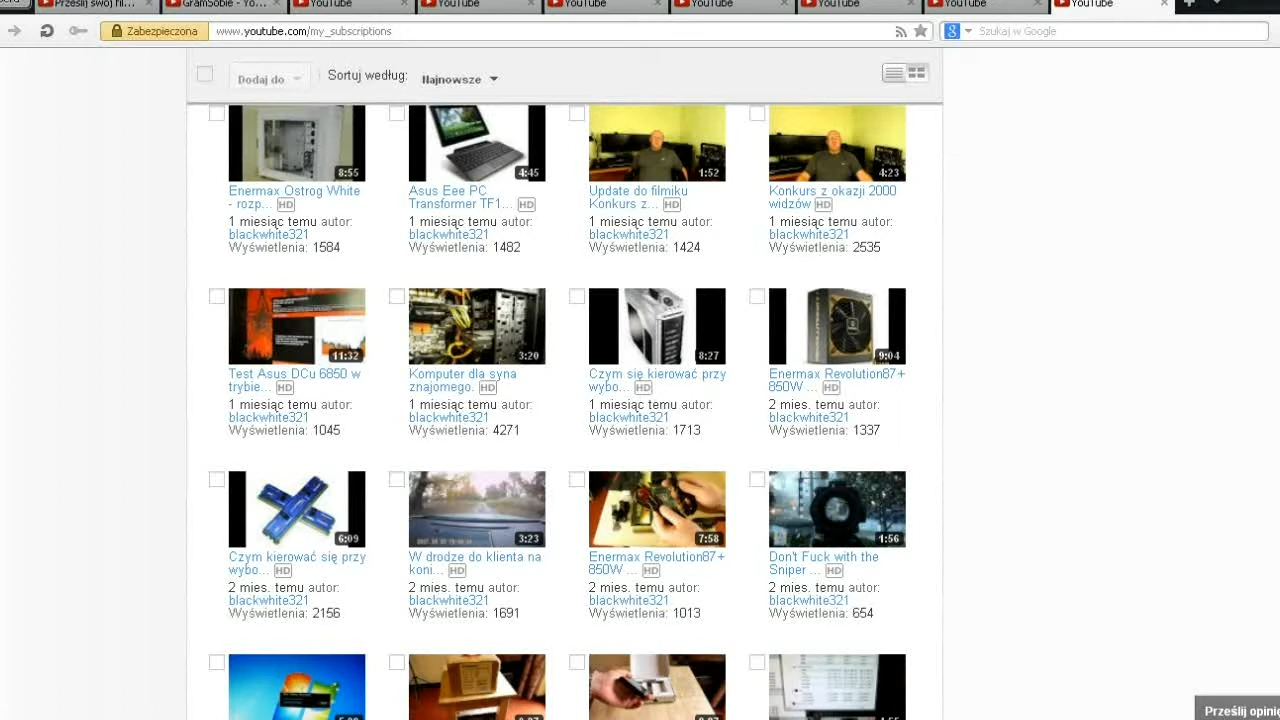 Prześlij swój fil...
GramSobie - Yo...
YouTube
YouTube
YouTube
YouTube
YouTube
YouTube
YouTube
Zabezpieczona
www.youtube.com/my_subscriptions
Szukaj w Google
Dodaj do
Sortuj według:
Najnowsze
8:55
4:45
1:52
4:23
Enermax Ostrog White
- rozp... HD
1 miesiąc temu autor:
blackwhite321
Wyświetlenia: 1584
Asus Eee PC
Transformer TF1... HD
1 miesiąc temu autor:
blackwhite321
Wyświetlenia: 1482
Update do filmiku
Konkurs z... HD
1 miesiąc temu autor:
blackwhite321
Wyświetlenia: 1424
Konkurs z okazji 2000
widzów HD
1 miesiąc temu autor:
blackwhite321
Wyświetlenia: 2535
11:32
3:20
8:27
9:04
Test Asus DCu 6850 w
trybie... HD
1 miesiąc temu autor:
blackwhite321
Wyświetlenia: 1045
Komputer dla syna
znajomego. HD
1 miesiąc temu autor:
blackwhite321
Wyświetlenia: 4271
Czym się kierować przy
wybo... HD
1 miesiąc temu autor:
blackwhite321
Wyświetlenia: 1713
Enermax Revolution87+
850W ... HD
2 mies. temu autor:
blackwhite321
Wyświetlenia: 1337
6:09
3:23
7:58
1:56
Czym kierować się przy
wybo... HD
2 mies. temu autor:
blackwhite321
Wyświetlenia: 2156
W drodze do klienta na
koni... HD
2 mies. temu autor:
blackwhite321
Wyświetlenia: 1691
Enermax Revolution87+
850W ... HD
2 mies. temu autor:
blackwhite321
Wyświetlenia: 1013
Don't Fuck with the
Sniper ... HD
2 mies. temu autor:
blackwhite321
Wyświetlenia: 654
Prześlij opinię